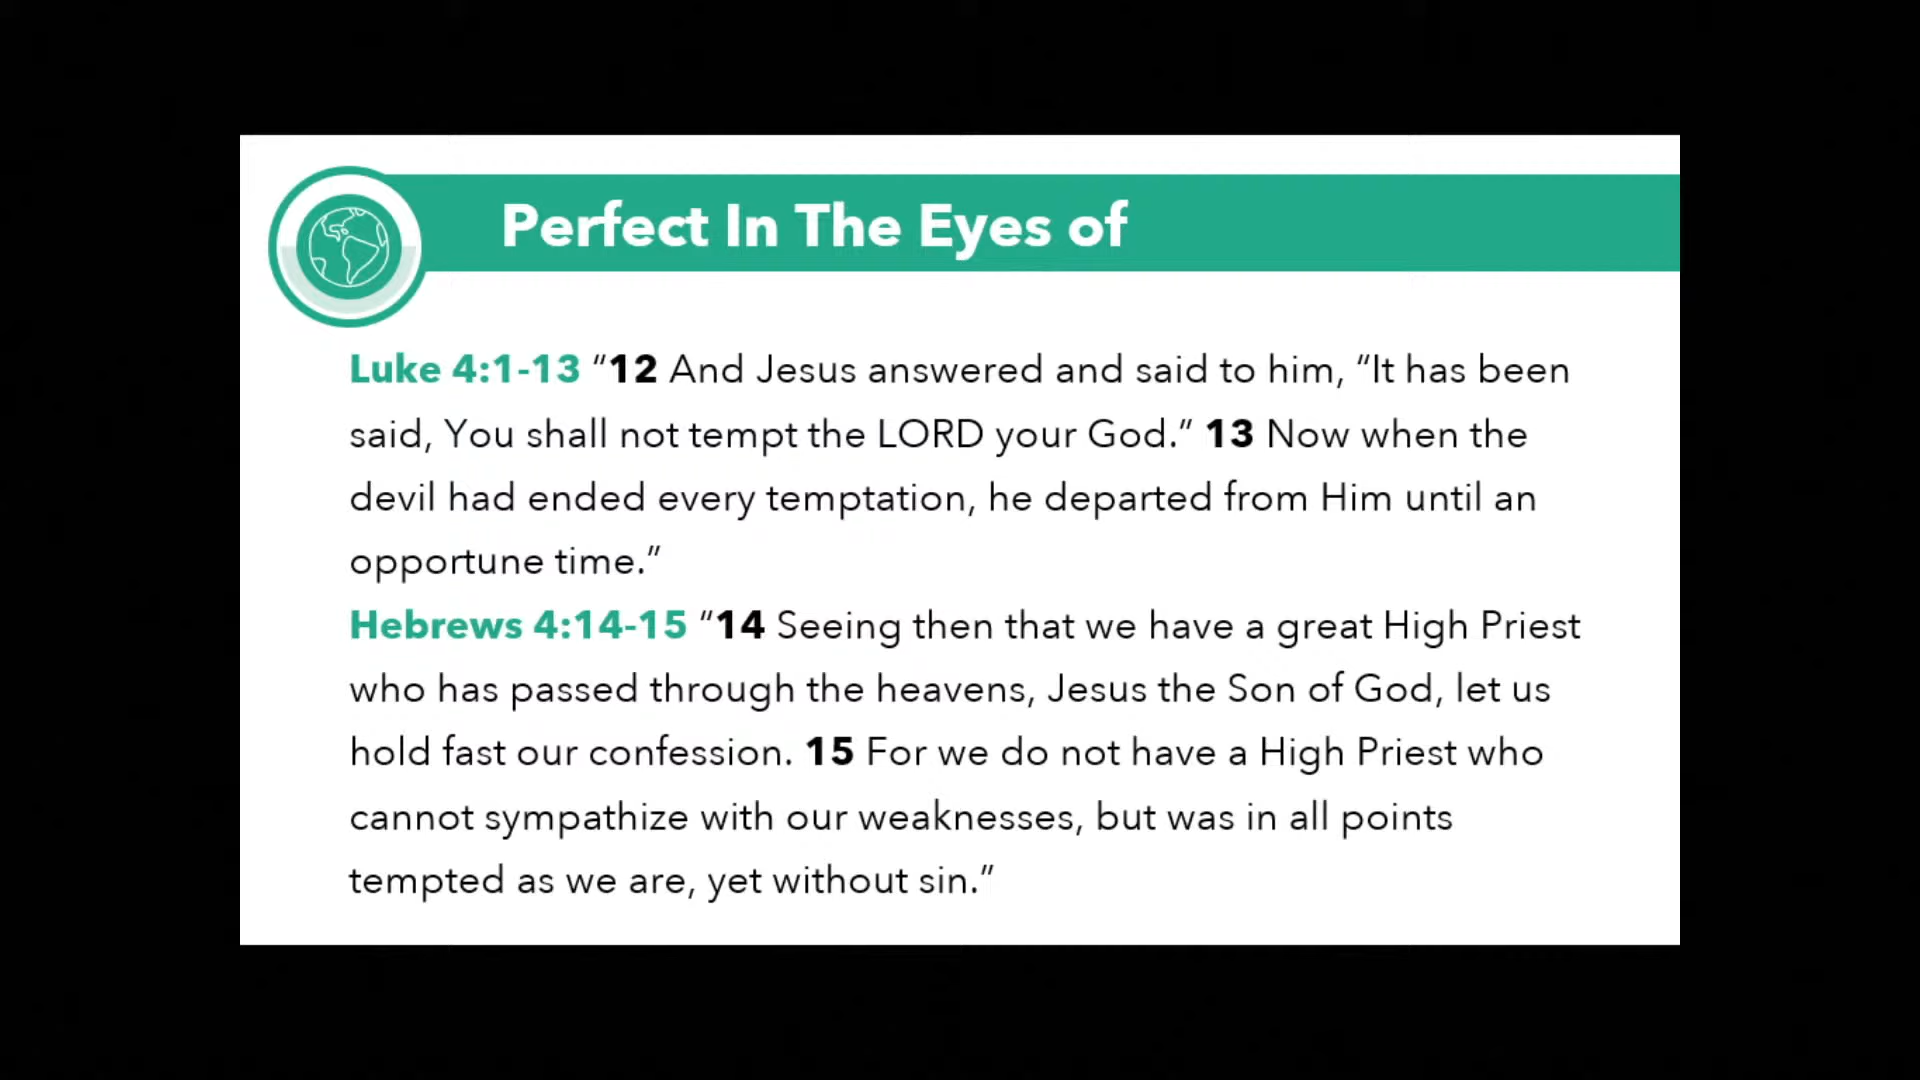 Perfect In The Eyes of
Luke 4:1-13 “12 And Jesus answered and said to him, “It has been
said, You shall not tempt the LORD your God.” 13 Now when the
devil had ended every temptation, he departed from Him until an
opportune time.”
Hebrews 4:14-15 “14 Seeing then that we have a great High Priest
who has passed through the heavens, Jesus the Son of God, let us
hold fast our confession. 15 For we do not have a High Priest who
cannot sympathize with our weaknesses, but was in all points
tempted as we are, yet without sin.”